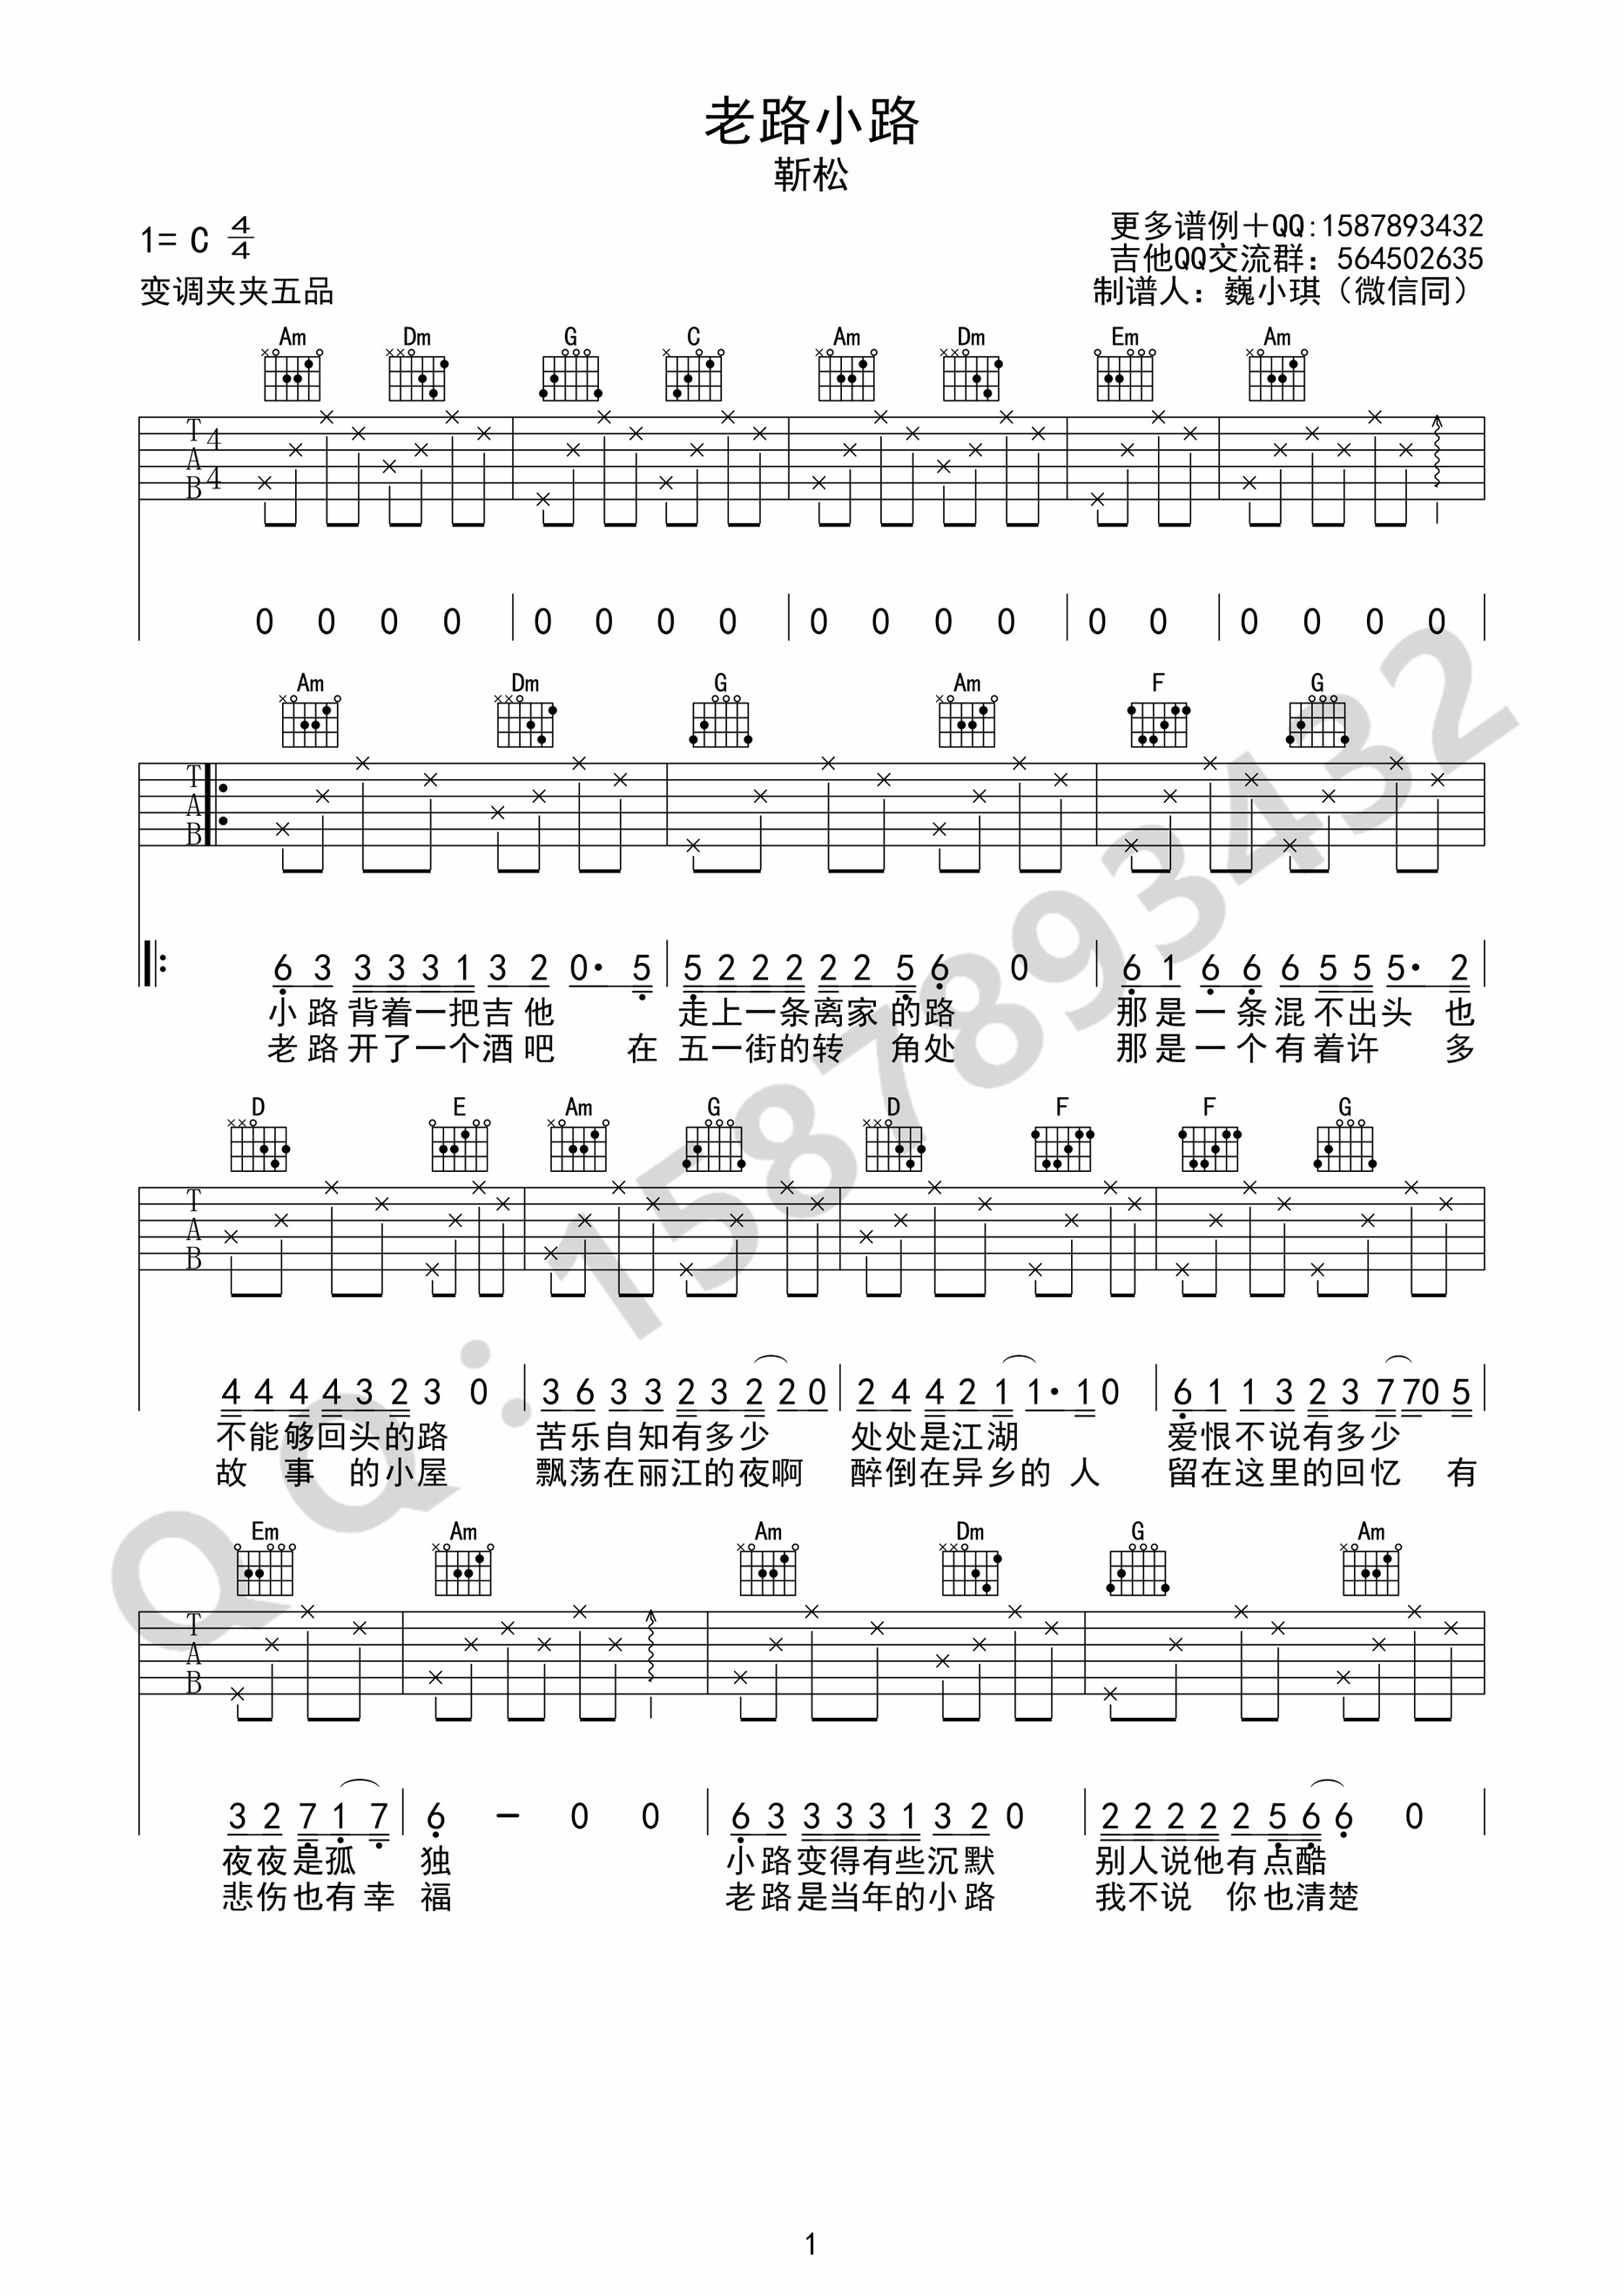 老路小路
靳松
1= C 4/4
更多谱例＋QQ:1587893432
吉他QQ交流群：564502635
变调夹夹五品
制谱人：巍小琪（微信同）
Am Dm G C Am Dm Em Am
T A B 4 4
0 0 0 0 0 0 0 0 0 0 0 0 0 0 0 0 0 0
Am Dm G Am F G
T A B
6 3 3 3 3 1 3 2 0· 5 5 2 2 2 2 2 5 6 0 6 1 6 6 6 5 5 5· 2
小路背着一把吉他 走上一条离家的路 那是一条混不出头 也
老路开了一个酒吧 在 五一街的转 角处 那是一个有着许 多
D E Am G D F F G
T A B
4 4 4 4 3 2 3 0 3 6 3 3 2 3 2 2 0 2 4 4 2 1 1· 1 0 6 1 1 3 2 3 7 7 0 5
不能够回头的路 苦乐自知有多少 处处是江湖 爱恨不说有多少
故 事 的小屋 飘荡在丽江的夜啊 醉倒在异乡的 人 留在这里的回忆 有
Em Am Am Dm G Am
T A B
3 2 7 1 7 6 － 0 0 6 3 3 3 3 1 3 2 0 2 2 2 2 2 5 6 6 0
夜夜是孤 独 小路变得有些沉默 别人说他有点酷
悲伤也有幸 福 老路是当年的小路 我不说 你也清楚
QQ:1587893432
1